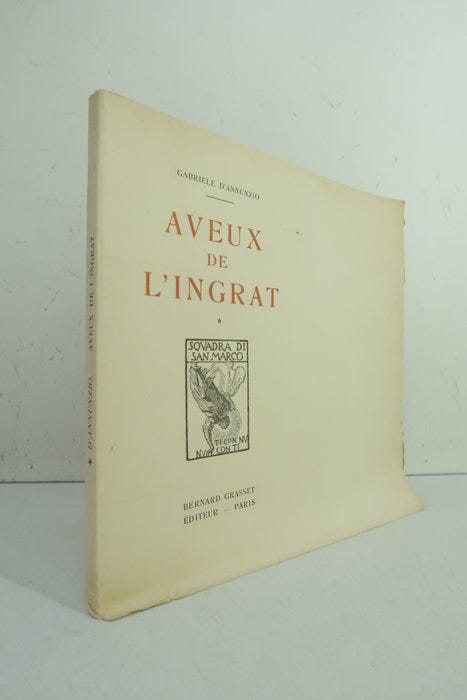 GABRIELE D'ANNUNZIO
AVEUX
DE
L'INGRAT
*
SQVADRA DI
SAN MARCO
TI CON NV
NVI CON TI
BERNARD GRASSET
ÉDITEUR — PARIS
* D'ANNUNZIO AVEUX DE L'INGRAT